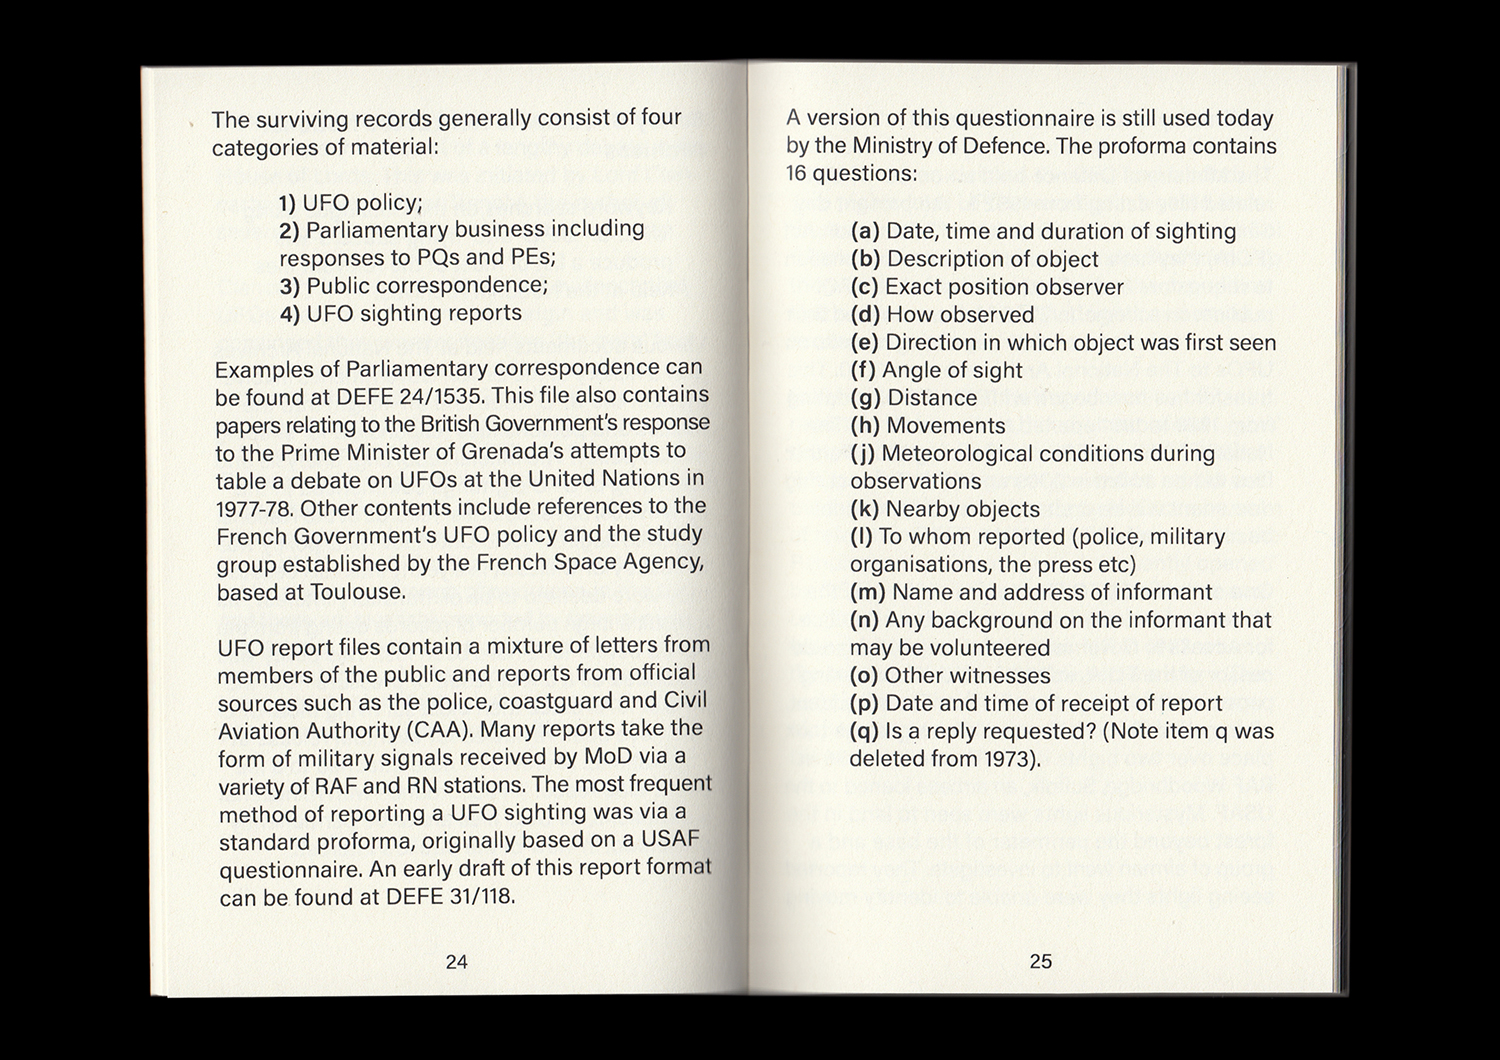 The surviving records generally consist of four
categories of material:
1) UFO policy;
2) Parliamentary business including
responses to PQs and PEs;
3) Public correspondence;
4) UFO sighting reports
Examples of Parliamentary correspondence can
be found at DEFE 24/1535. This file also contains
papers relating to the British Government's response
to the Prime Minister of Grenada's attempts to
table a debate on UFOs at the United Nations in
1977-78. Other contents include references to the
French Government's UFO policy and the study
group established by the French Space Agency,
based at Toulouse.
UFO report files contain a mixture of letters from
members of the public and reports from official
sources such as the police, coastguard and Civil
Aviation Authority (CAA). Many reports take the
form of military signals received by MoD via a
variety of RAF and RN stations. The most frequent
method of reporting a UFO sighting was via a
standard proforma, originally based on a USAF
questionnaire. An early draft of this report format
can be found at DEFE 31/118.
24
A version of this questionnaire is still used today
by the Ministry of Defence. The proforma contains
16 questions:
(a) Date, time and duration of sighting
(b) Description of object
(c) Exact position observer
(d) How observed
(e) Direction in which object was first seen
(f) Angle of sight
(g) Distance
(h) Movements
(j) Meteorological conditions during
observations
(k) Nearby objects
(l) To whom reported (police, military
organisations, the press etc)
(m) Name and address of informant
(n) Any background on the informant that
may be volunteered
(o) Other witnesses
(p) Date and time of receipt of report
(q) Is a reply requested? (Note item q was
deleted from 1973).
25